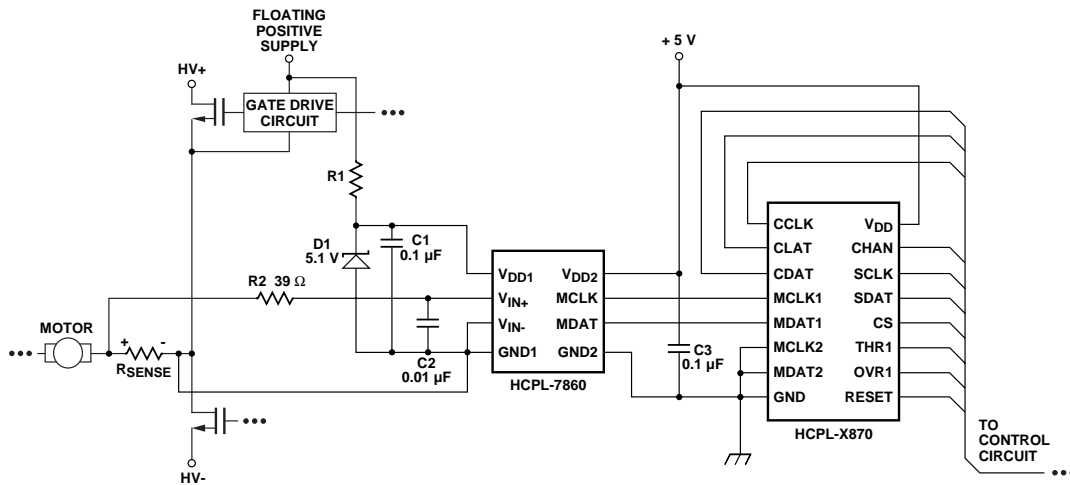 FLOATING
POSITIVE
SUPPLY
HV+
GATE DRIVE
CIRCUIT
•••
R1
D1
5.1 V
C1
0.1 µF
R2 39 Ω
MOTOR
•••
+ -
RSENSE
C2
0.01 µF
•••
HV-
VDD1
VIN+
VIN-
GND1
VDD2
MCLK
MDAT
GND2
HCPL-7860
+ 5 V
C3
0.1 µF
CCLK
CLAT
CDAT
MCLK1
MDAT1
MCLK2
MDAT2
GND
VDD
CHAN
SCLK
SDAT
CS
THR1
OVR1
RESET
HCPL-X870
TO
CONTROL
CIRCUIT
•••